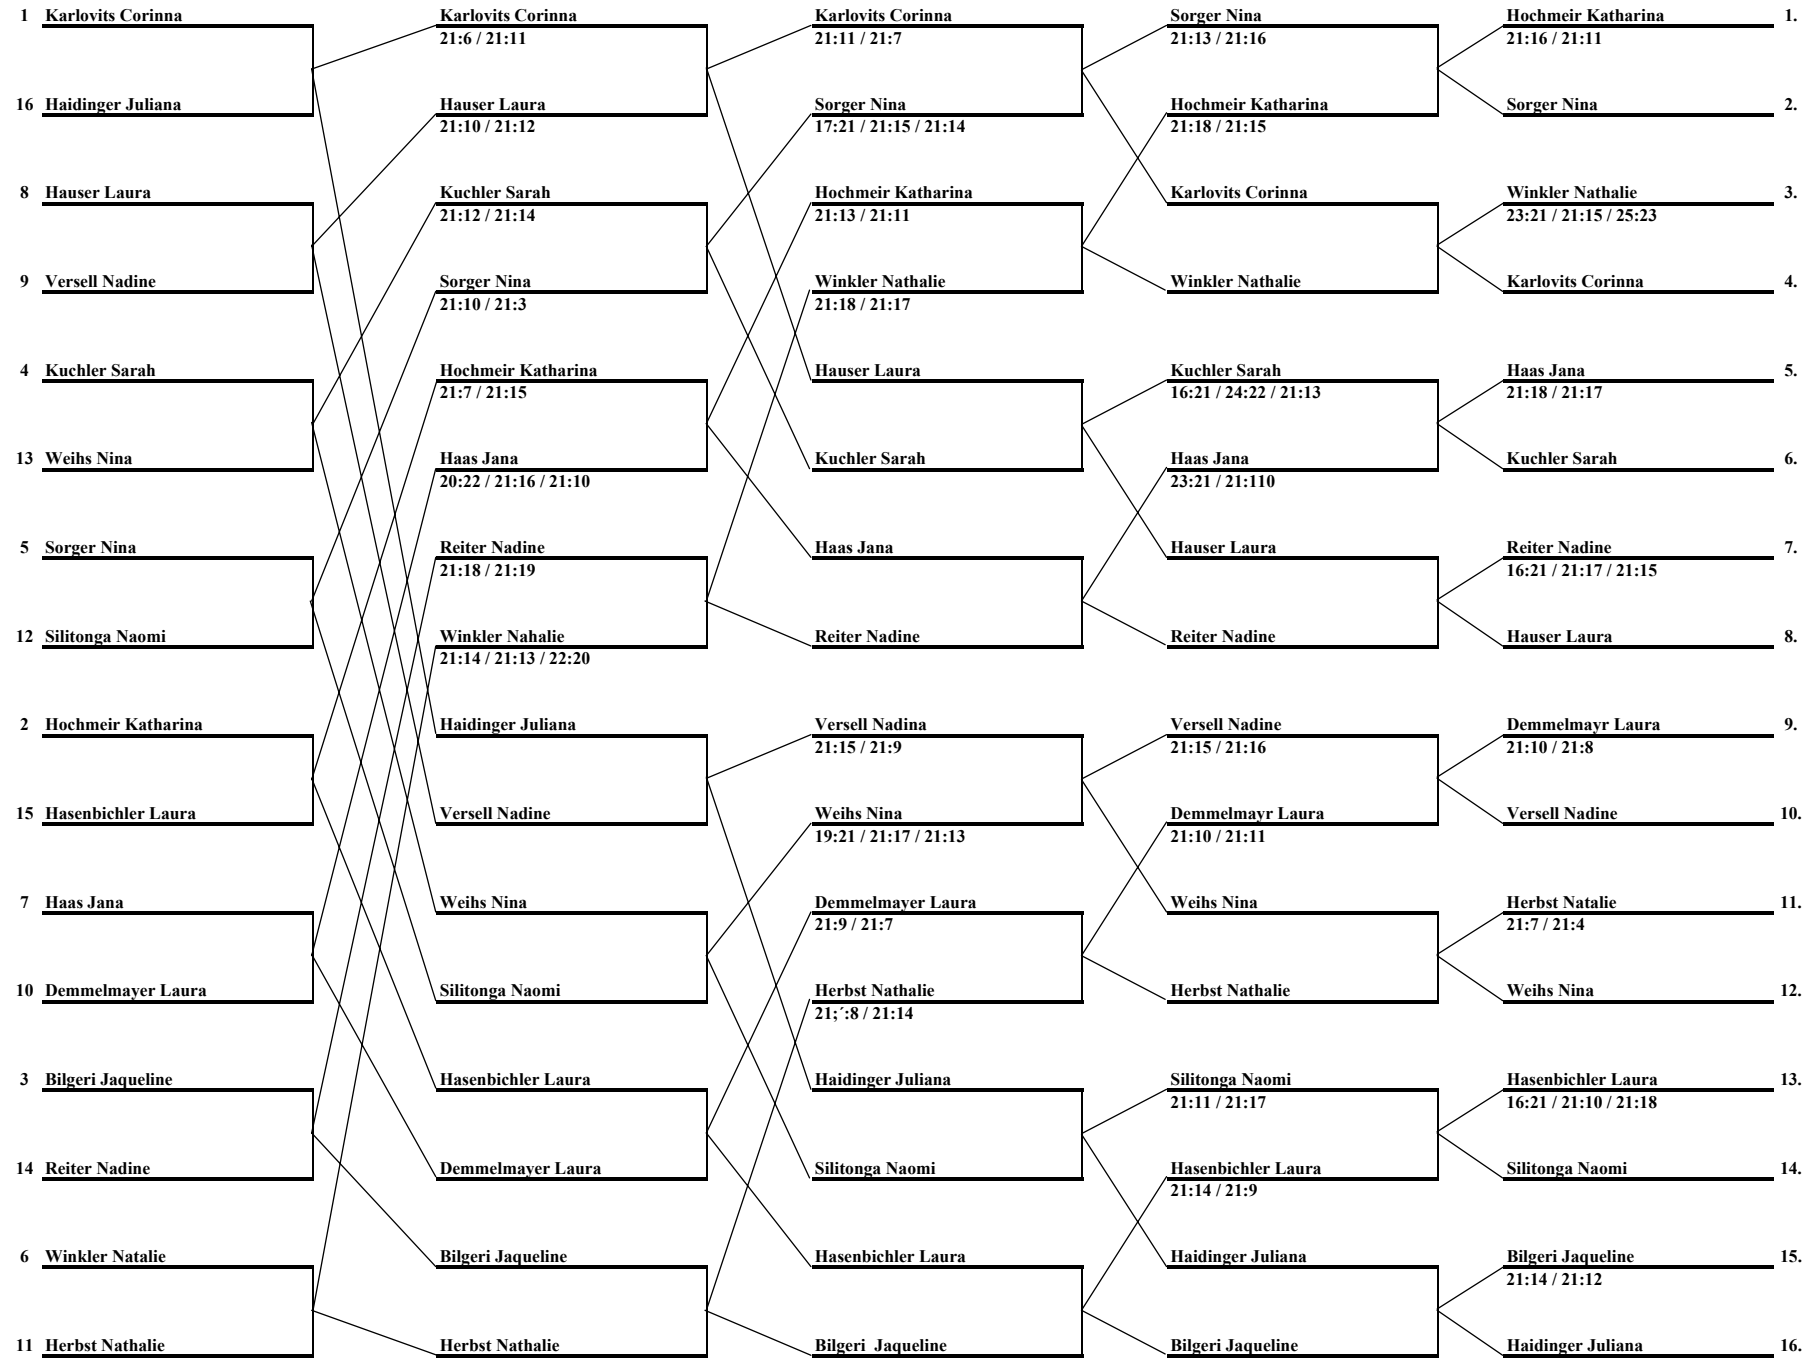 1 Karlovits Corinna Karlovits Corinna Karlovits Corinna Sorger Nina Hochmeir Katharina 1.
21:6 / 21:11 21:11 / 21:7 21:13 / 21:16 21:16 / 21:11
16 Haidinger Juliana Hauser Laura Sorger Nina Hochmeir Katharina Sorger Nina 2.
21:10 / 21:12 17:21 / 21:15 / 21:14 21:18 / 21:15
8 Hauser Laura Kuchler Sarah Hochmeir Katharina Karlovits Corinna Winkler Nathalie 3.
21:12 / 21:14 21:13 / 21:11 23:21 / 21:15 / 25:23
9 Versell Nadine Sorger Nina Winkler Nathalie Winkler Nathalie Karlovits Corinna 4.
21:10 / 21:3 21:18 / 21:17
4 Kuchler Sarah Hochmeir Katharina Hauser Laura Kuchler Sarah Haas Jana 5.
21:7 / 21:15 16:21 / 24:22 / 21:13 21:18 / 21:17
13 Weihs Nina Haas Jana Kuchler Sarah Haas Jana Kuchler Sarah 6.
20:22 / 21:16 / 21:10 23:21 / 21:110
5 Sorger Nina Reiter Nadine Haas Jana Hauser Laura Reiter Nadine 7.
21:18 / 21:19 16:21 / 21:17 / 21:15
12 Silitonga Naomi Winkler Nahalie Reiter Nadine Reiter Nadine Hauser Laura 8.
21:14 / 21:13 / 22:20
2 Hochmeir Katharina Haidinger Juliana Versell Nadina Versell Nadine Demmelmayr Laura 9.
21:15 / 21:9 21:15 / 21:16 21:10 / 21:8
15 Hasenbichler Laura Versell Nadine Weihs Nina Demmelmayr Laura Versell Nadine 10.
19:21 / 21:17 / 21:13 21:10 / 21:11
7 Haas Jana Weihs Nina Demmelmayer Laura Weihs Nina Herbst Natalie 11.
21:9 / 21:7 21:7 / 21:4
10 Demmelmayer Laura Silitonga Naomi Herbst Nathalie Herbst Nathalie Weihs Nina 12.
21;´:8 / 21:14
3 Bilgeri Jaqueline Hasenbichler Laura Haidinger Juliana Silitonga Naomi Hasenbichler Laura 13.
21:11 / 21:17 16:21 / 21:10 / 21:18
14 Reiter Nadine Demmelmayer Laura Silitonga Naomi Hasenbichler Laura Silitonga Naomi 14.
21:14 / 21:9
6 Winkler Natalie Bilgeri Jaqueline Hasenbichler Laura Haidinger Juliana Bilgeri Jaqueline 15.
21:14 / 21:12
11 Herbst Nathalie Herbst Nathalie Bilgeri Jaqueline Bilgeri Jaqueline Haidinger Juliana 16.